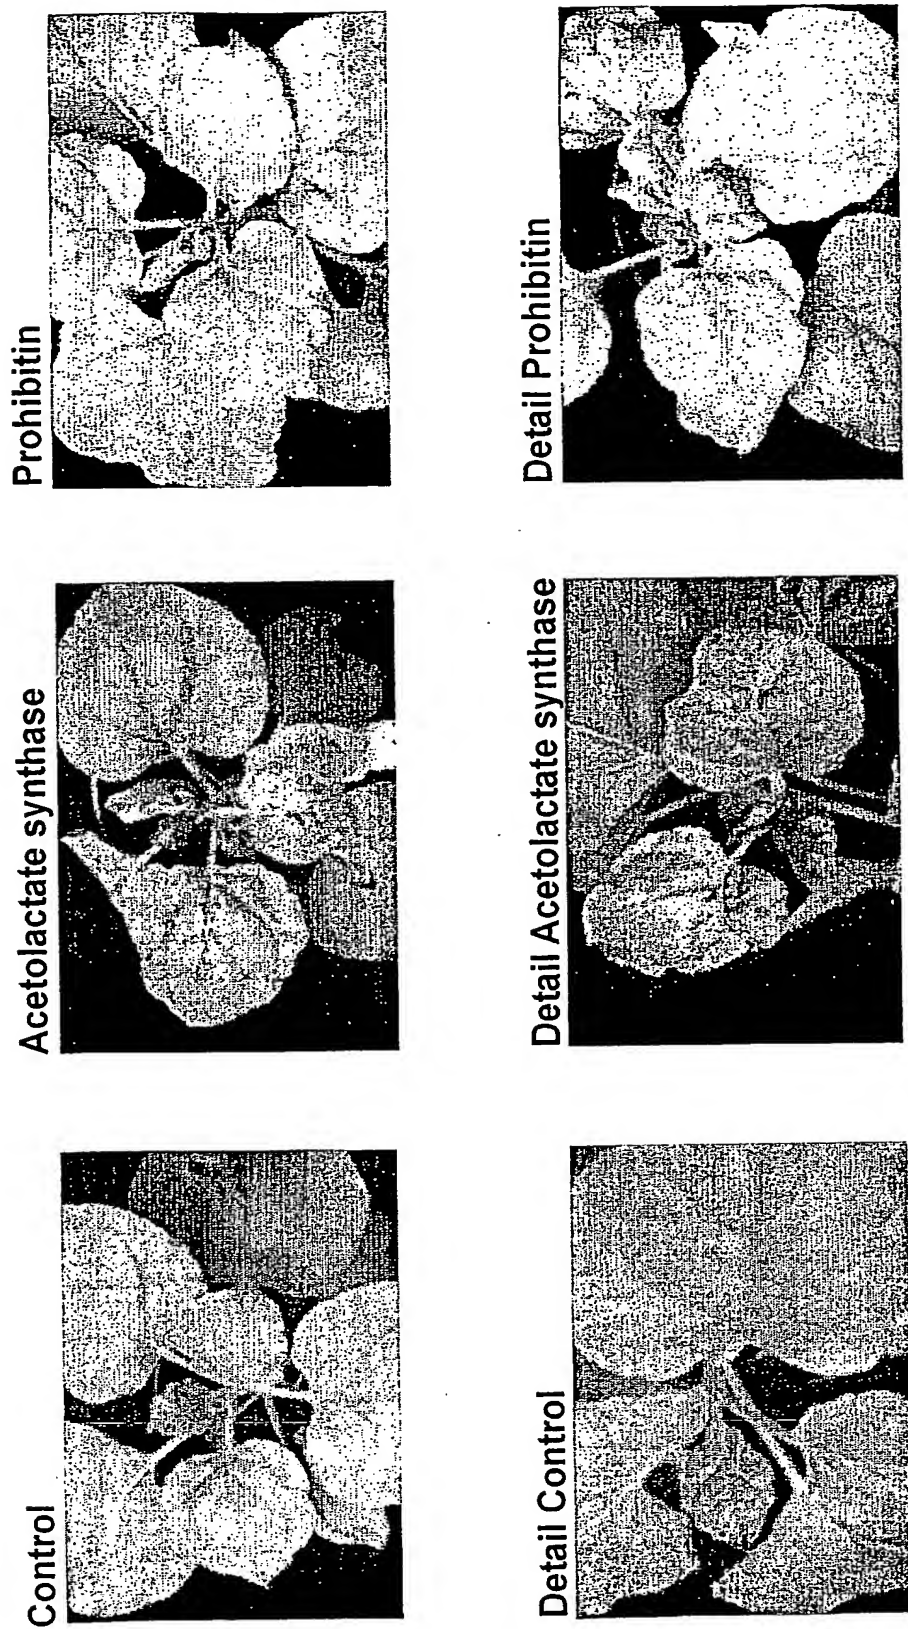 Control
Acetolactate synthase
Prohibitin
Detail Control
Detail Acetolactate synthase
Detail Prohibitin